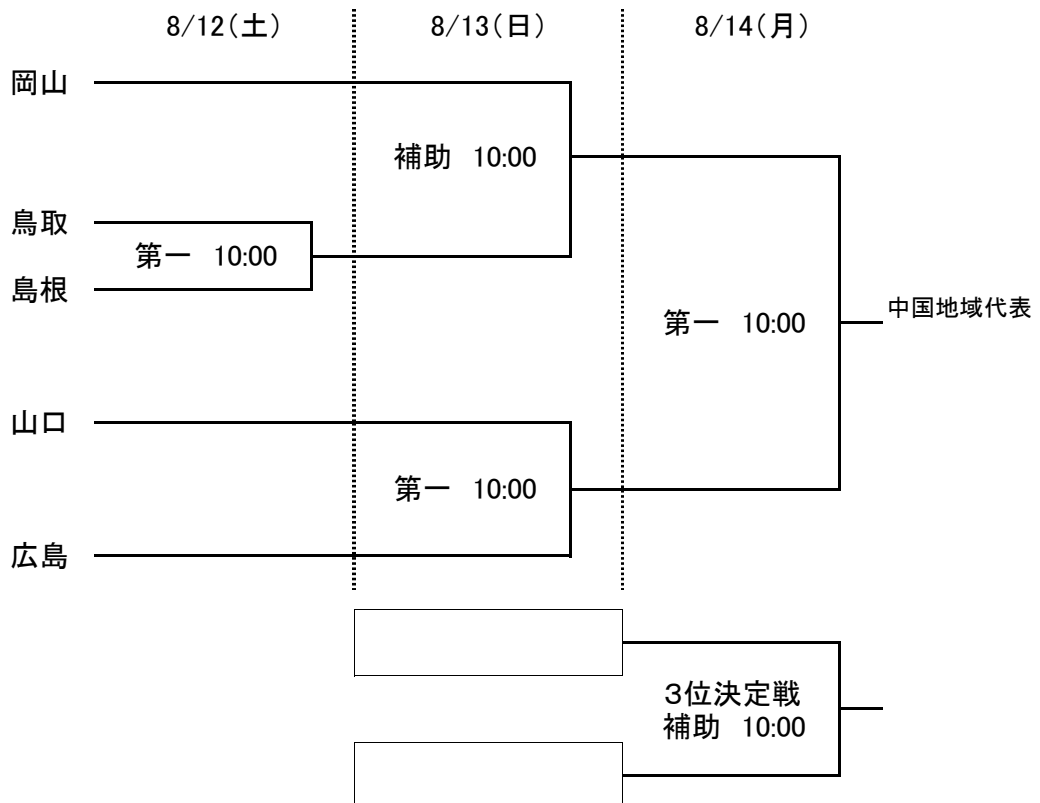 8/12(土) 8/13(日) 8/14(月)
岡山
補助 10:00
鳥取
第一 10:00
島根
中国地域代表
第一 10:00
山口
第一 10:00
広島
３位決定戦
補助 10:00